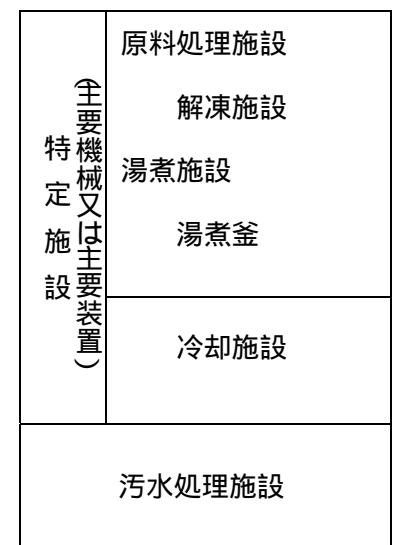 特定施設
（主要機械又は主要装置）
原料処理施設
解凍施設
湯煮施設
湯煮釜
冷却施設
汚水処理施設